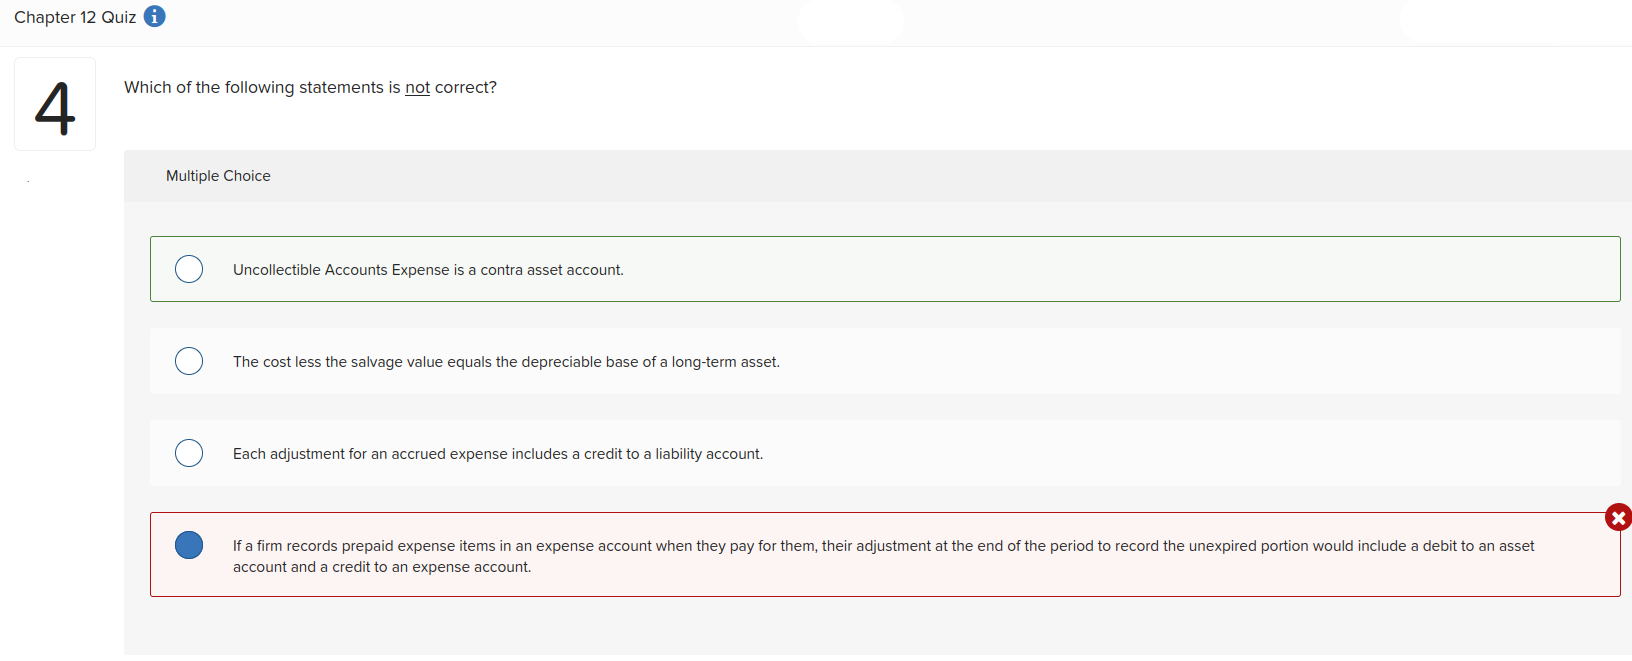 Chapter 12 Quiz i
4
Which of the following statements is not correct?
Multiple Choice
Uncollectible Accounts Expense is a contra asset account.
The cost less the salvage value equals the depreciable base of a long-term asset.
Each adjustment for an accrued expense includes a credit to a liability account.
If a firm records prepaid expense items in an expense account when they pay for them, their adjustment at the end of the period to record the unexpired portion would include a debit to an asset
account and a credit to an expense account.